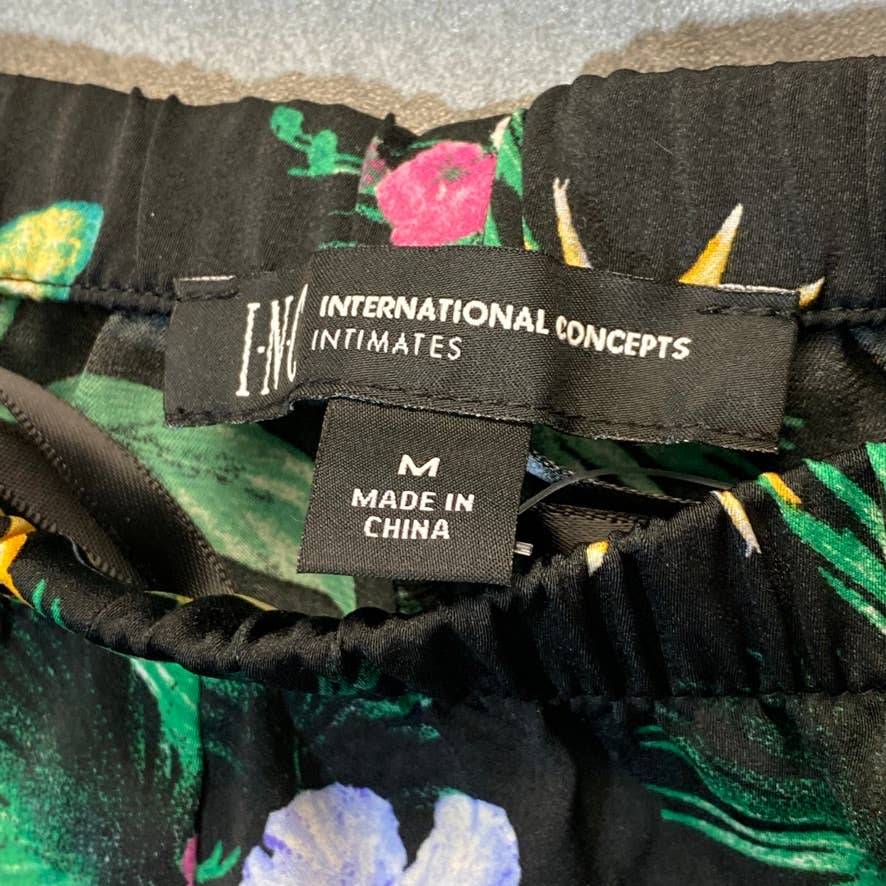 I·N·C INTERNATIONAL CONCEPTS
INTIMATES
M
MADE IN
CHINA